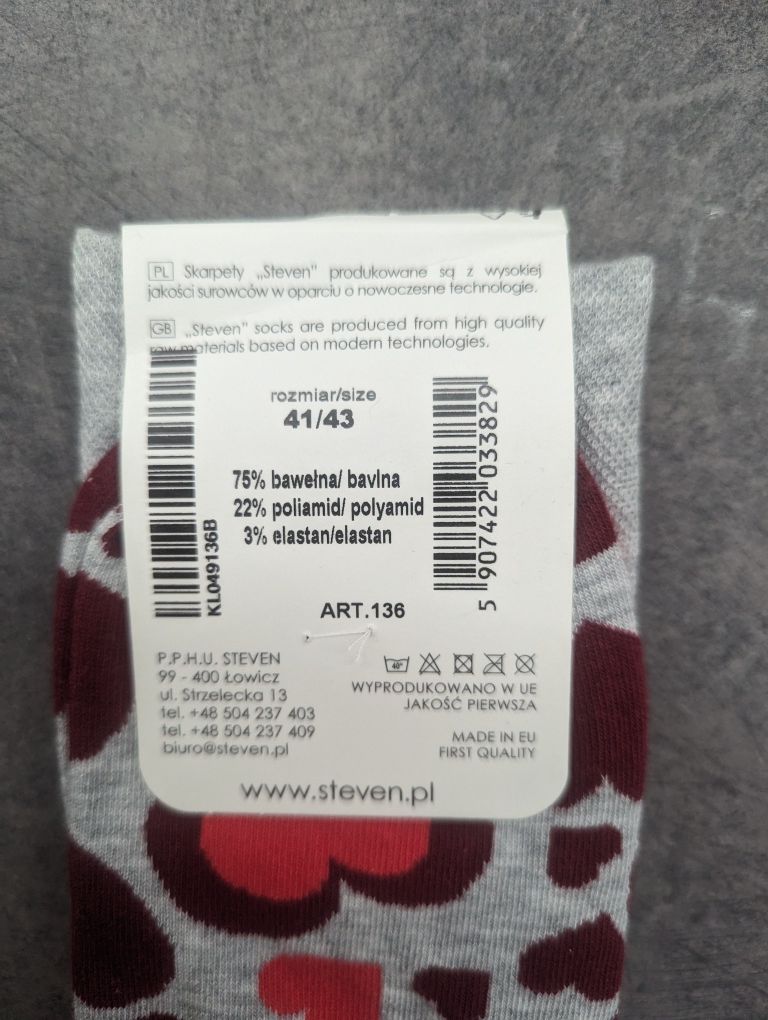 PL Skarpety „Steven" produkowane są z wysokiej
jakości surowców w oparciu o nowoczesne technologie.
GB „Steven" socks are produced from high quality
raw materials based on modern technologies.
rozmiar/size
41/43
75% bawełna/ bavlna
22% poliamid/ polyamid
3% elastan/elastan
KL049136B
5 907422 033829
ART.136
P.P.H.U. STEVEN
99 - 400 Łowicz
ul. Strzelecka 13
tel. +48 504 237 403
tel. +48 504 237 409
biuro@steven.pl
40°
WYPRODUKOWANO W UE
JAKOŚĆ PIERWSZA
MADE IN EU
FIRST QUALITY
www.steven.pl